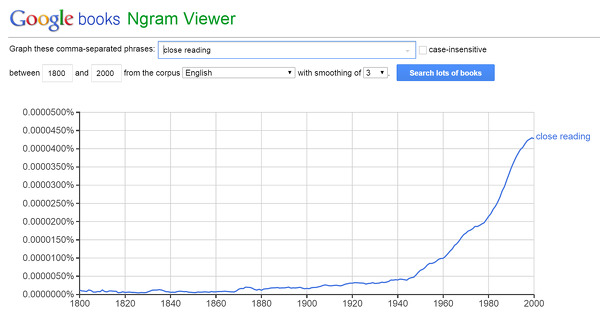 Google books Ngram Viewer
Graph these comma-separated phrases: close reading case-insensitive
between 1800 and 2000 from the corpus English with smoothing of 3 . Search lots of books
0.0000500%
0.0000450%
close reading
0.0000400%
0.0000350%
0.0000300%
0.0000250%
0.0000200%
0.0000150%
0.0000100%
0.0000050%
0.0000000%
1800 1820 1840 1860 1880 1900 1920 1940 1960 1980 2000